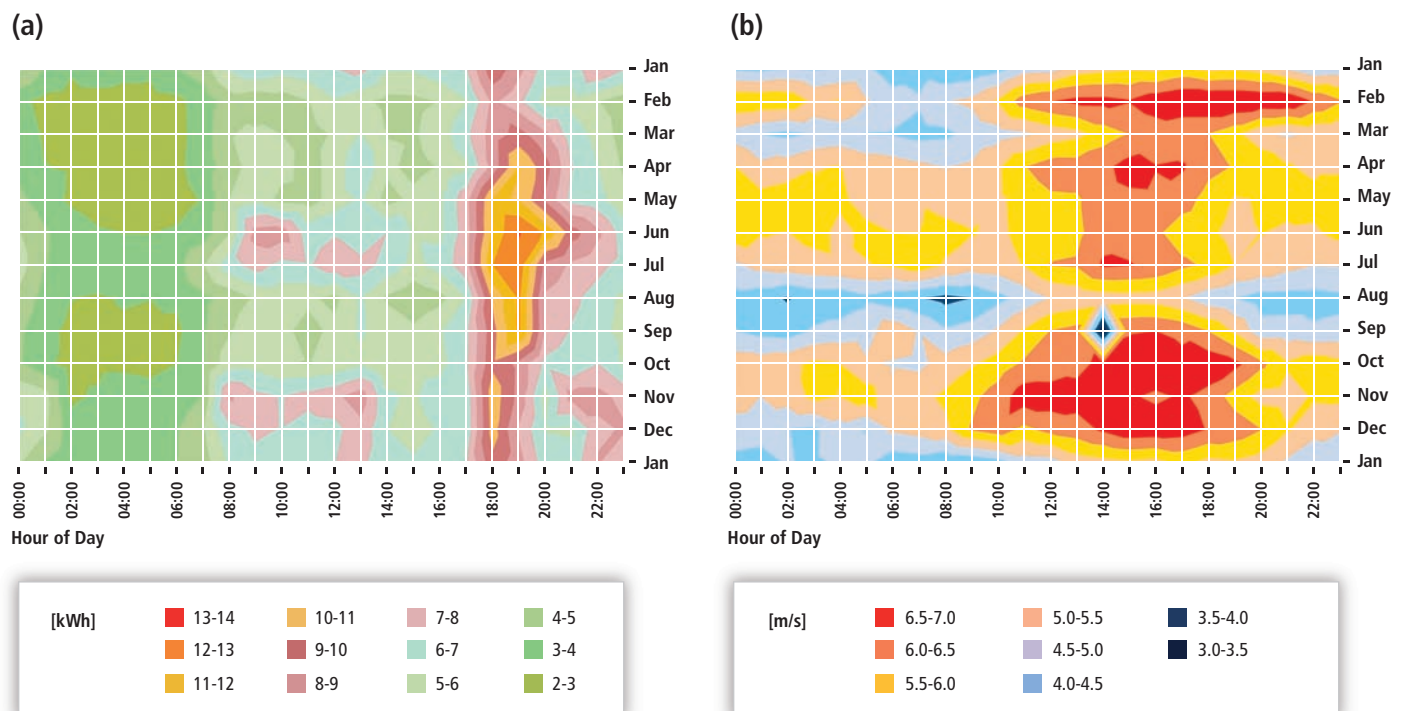 (a)
Jan
Feb
Mar
Apr
May
Jun
Jul
Aug
Sep
Oct
Nov
Dec
Jan
00:00 02:00 04:00 06:00 08:00 10:00 12:00 14:00 16:00 18:00 20:00 22:00
Hour of Day
[kWh]
13-14 10-11 7-8 4-5
12-13 9-10 6-7 3-4
11-12 8-9 5-6 2-3
(b)
Jan
Feb
Mar
Apr
May
Jun
Jul
Aug
Sep
Oct
Nov
Dec
Jan
00:00 02:00 04:00 06:00 08:00 10:00 12:00 14:00 16:00 18:00 20:00 22:00
Hour of Day
[m/s]
6.5-7.0 5.0-5.5 3.5-4.0
6.0-6.5 4.5-5.0 3.0-3.5
5.5-6.0 4.0-4.5